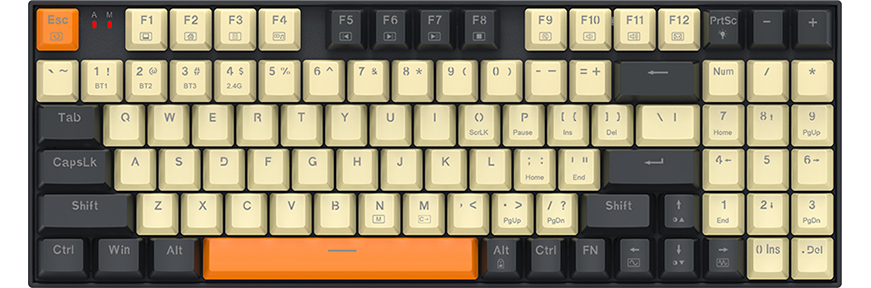 Esc A M F1 F2 F3 F4 F5 F6 F7 F8 F9 F10 F11 F12 PrtSc - +
` ~ 1 ! 2 @ 3 # 4 $ 5 % 6 ^ 7 & 8 * 9 ( 0 ) - - = + Num / *
BT1 BT2 BT3 2.4G
Tab Q W E R T Y U I O P [ [ ] ] \ | 7 8 9
ScrLK Pause Ins Del Home PgUp
CapsLk A S D F G H J K L ; : ' " 4 5 6
Home End
Shift Z X C V B N M , < . > / ? Shift 1 2 3
M C PgUp PgDn End PgDn
Ctrl Win Alt Alt Ctrl FN 0 Ins . Del